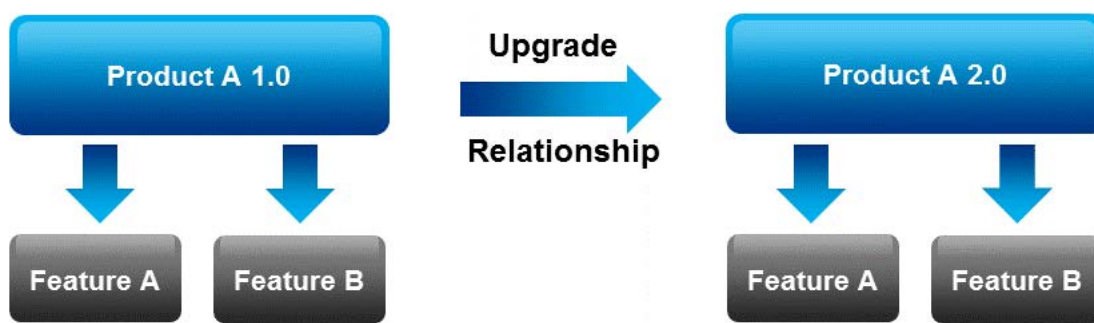 Product A 1.0
Upgrade
Relationship
Product A 2.0
Feature A
Feature B
Feature A
Feature B